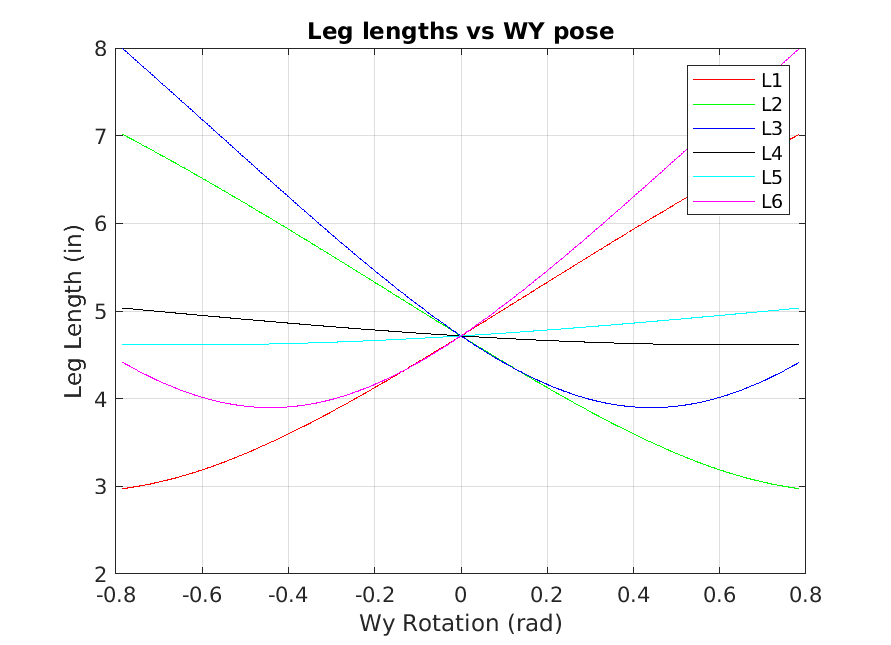 Leg lengths vs WY pose
8
7
6
5
4
3
2
Leg Length (in)
L1
L2
L3
L4
L5
L6
-0.8 -0.6 -0.4 -0.2 0 0.2 0.4 0.6 0.8
Wy Rotation (rad)